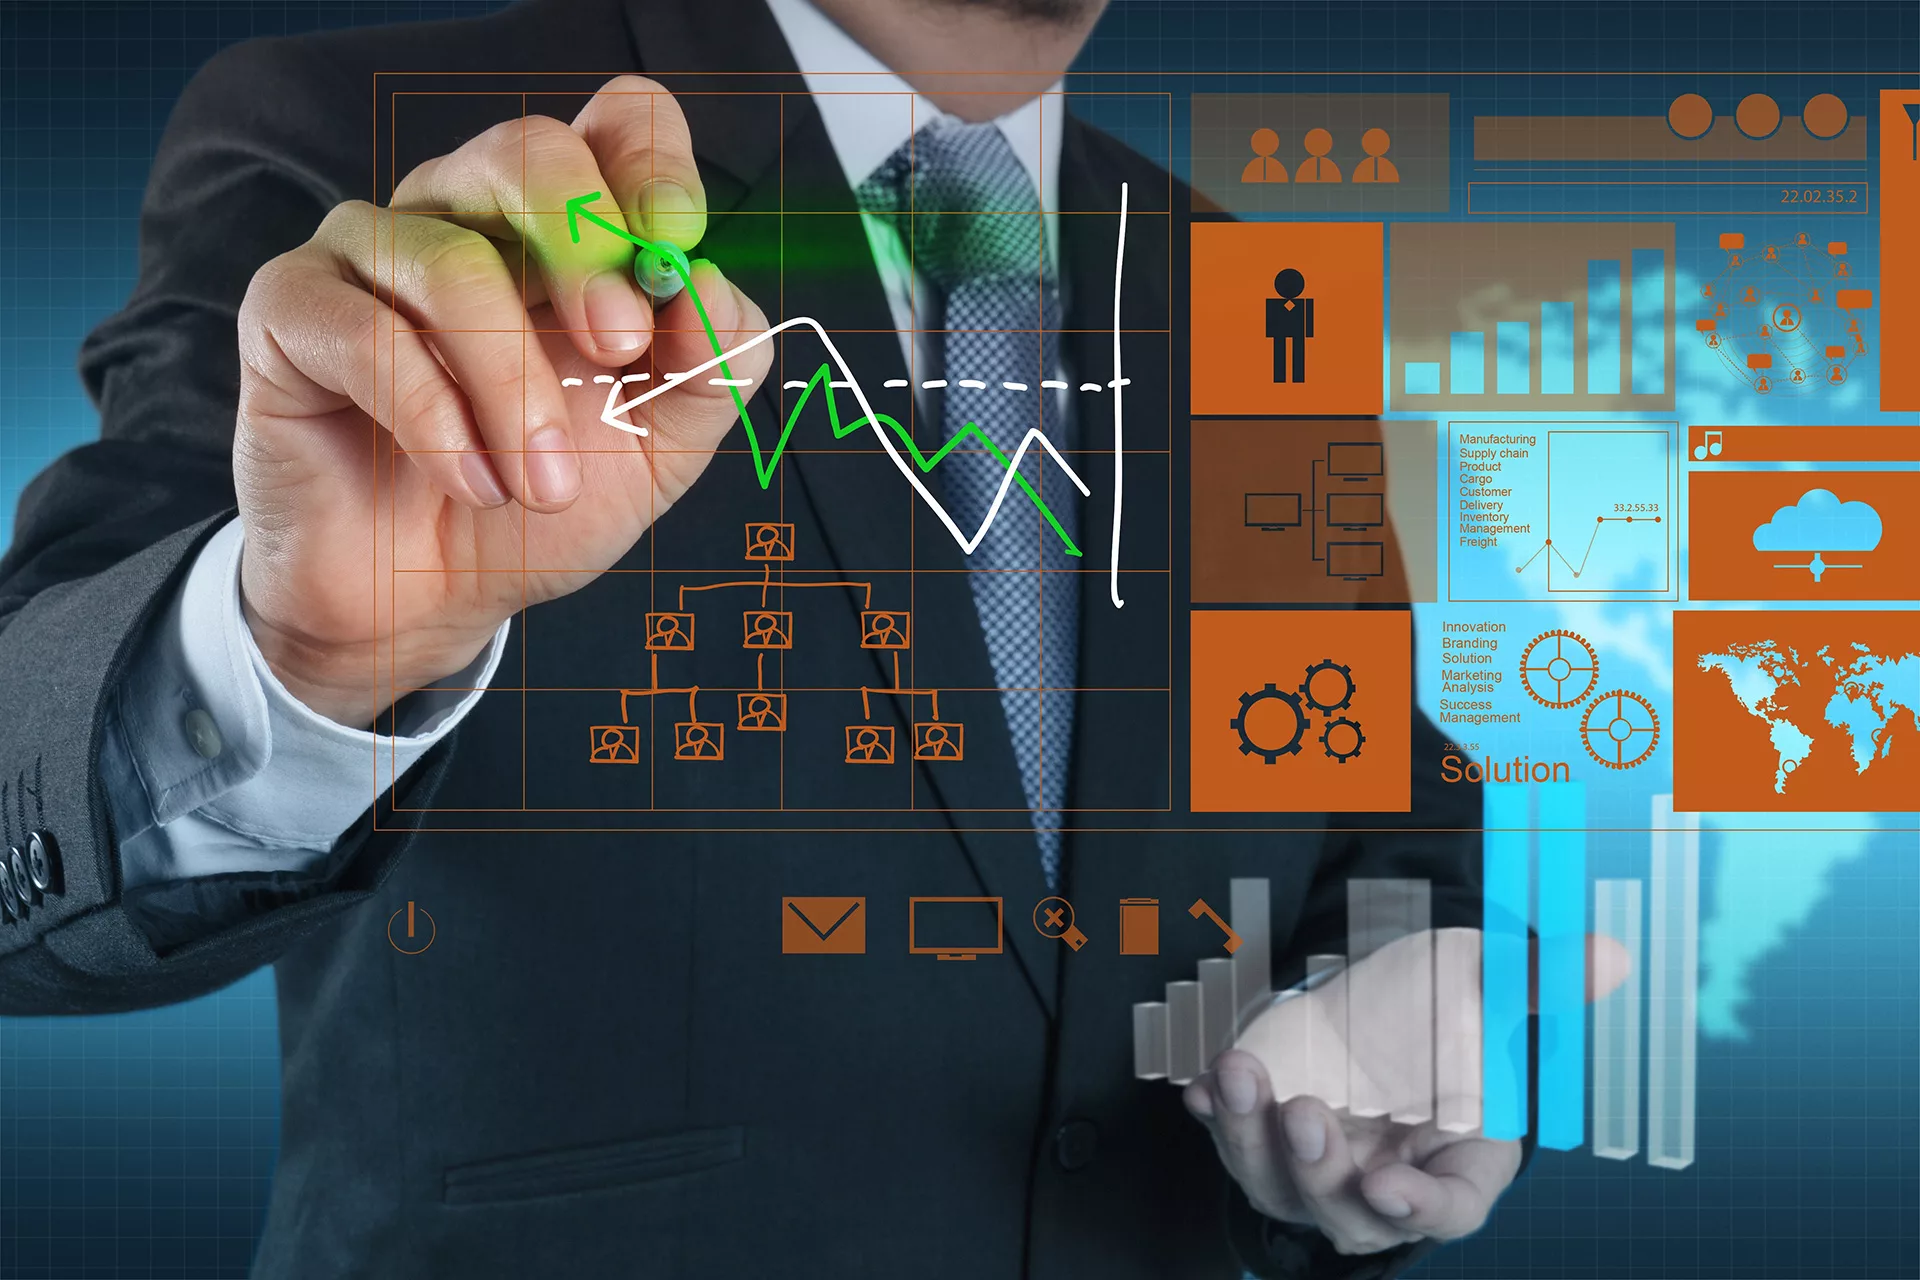 22.02.35.2
Manufacturing
Supply chain
Product
Cargo
Customer
Delivery
Inventory
Management
Freight
33.2.55.33
Innovation
Branding
Solution
Marketing
Analysis
Success
Management
Solution